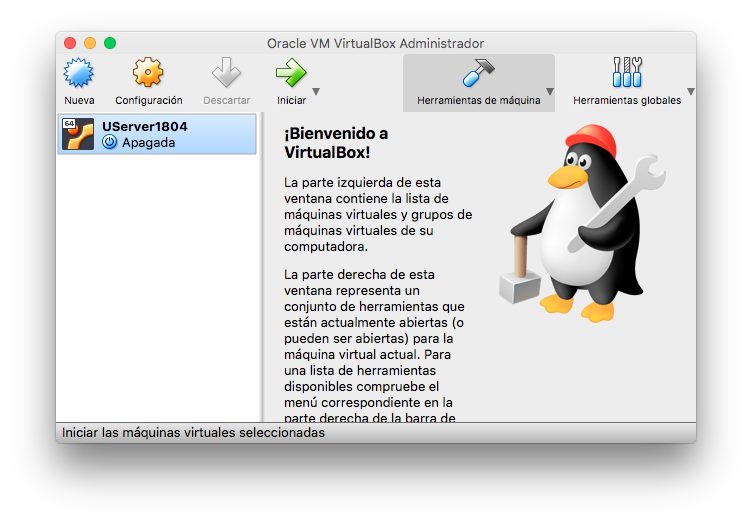 Oracle VM VirtualBox Administrador
Nueva
Configuración
Descartar
Iniciar
Herramientas de máquina
Herramientas globales
64
UServer1804
Apagada
¡Bienvenido a
VirtualBox!
La parte izquierda de esta
ventana contiene la lista de
máquinas virtuales y grupos de
máquinas virtuales de su
computadora.
La parte derecha de esta
ventana representa un
conjunto de herramientas que
están actualmente abiertas (o
pueden ser abiertas) para la
máquina virtual actual. Para
una lista de herramientas
disponibles compruebe el
menú correspondiente en la
parte derecha de la barra de
Iniciar las máquinas virtuales seleccionadas